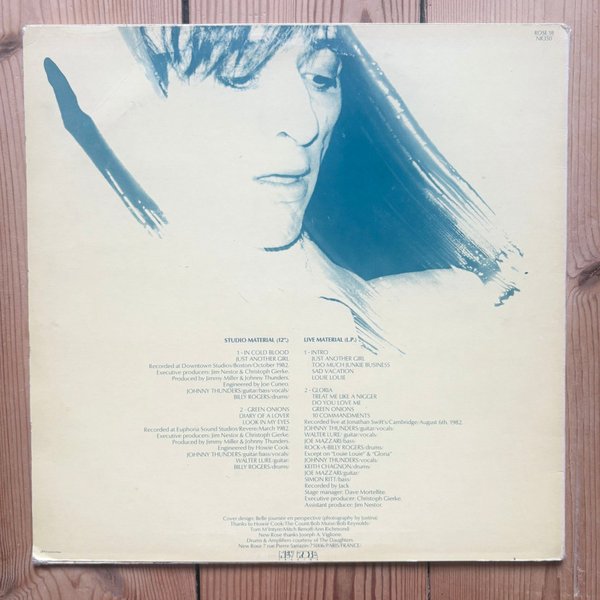 ROSE 18
NR350
STUDIO MATERIAL (12".)
1 - IN COLD BLOOD
JUST ANOTHER GIRL
Recorded at Downtown Studios/Boston/October 1982.
Executive producers: Jim Nestor & Christoph Gierke.
Produced by Jimmy Miller & Johnny Thunders.
Engineered by Joe Cuneo.
JOHNNY THUNDERS/guitar/bass/vocals/
BILLY ROGERS/drums/
2 - GREEN ONIONS
DIARY OF A LOVER
LOOK IN MY EYES
Recorded at Euphoria Sound Studios/Revere/March 1982.
Executive producers: Jim Nestor & Christoph Gierke.
Produced by Jimmy Miller & Johnny Thunders.
Engineered by Howie Cook.
JOHNNY THUNDERS/guitar/bass/vocals/
WALTER LURE/guitar/
BILLY ROGERS/drums/
LIVE MATERIAL (L.P.)
1 - INTRO
JUST ANOTHER GIRL
TOO MUCH JUNKIE BUSINESS
SAD VACATION
LOUIE LOUIE
2 - GLORIA
TREAT ME LIKE A NIGGER
DO YOU LOVE ME
GREEN ONIONS
10 COMMANDMENTS
Recorded live at Jonathan Swift's/Cambridge/August 6th, 1982.
JOHNNY THUNDERS/guitar/vocals/
WALTER LURE/guitar/vocals/
JOE MAZZARI/bass/
ROCK-A-BILLY ROGERS/drums/
Except on "Louie Louie" & "Gloria"
JOHNNY THUNDERS/vocals/
KEITH CHAGNON/drums/
JOE MAZZARI/guitar/
SIMON RITT/bass/
Recorded by Jack
Stage manager: Dave Mortellite.
Executive producer: Christoph Gierke.
Assistant producer: Jim Nestor.
Cover design: Belle journée en perspective (photography by Justin)
Thanks to Howie Cook/The Count/Bob Muise/Bob Reynolds/
Tom M'Intyre/Mitch Benoff/Ann Richmond/
New Rose thanks Joseph A. Viglione.
Drums & Amplifiers courtesy of The Daughters
New Rose 7 rue Pierre Sarrazin 75006/PARIS/FRANCE/